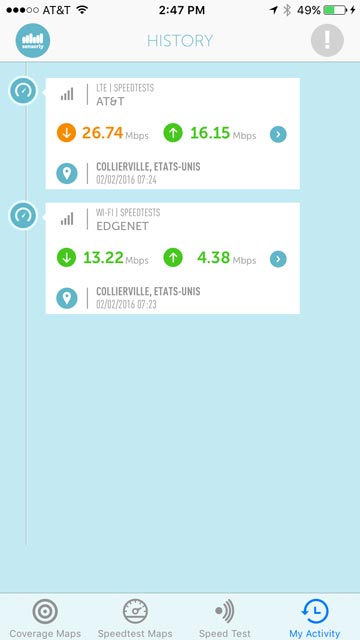 AT&T 2:47 PM 49%
sensorly HISTORY !
LTE | SPEEDTESTS
AT&T
26.74 Mbps 16.15 Mbps
COLLIERVILLE, ETATS-UNIS
02/02/2016 07:24
WI-FI | SPEEDTESTS
EDGENET
13.22 Mbps 4.38 Mbps
COLLIERVILLE, ETATS-UNIS
02/02/2016 07:23
Coverage Maps Speedtest Maps Speed Test My Activity